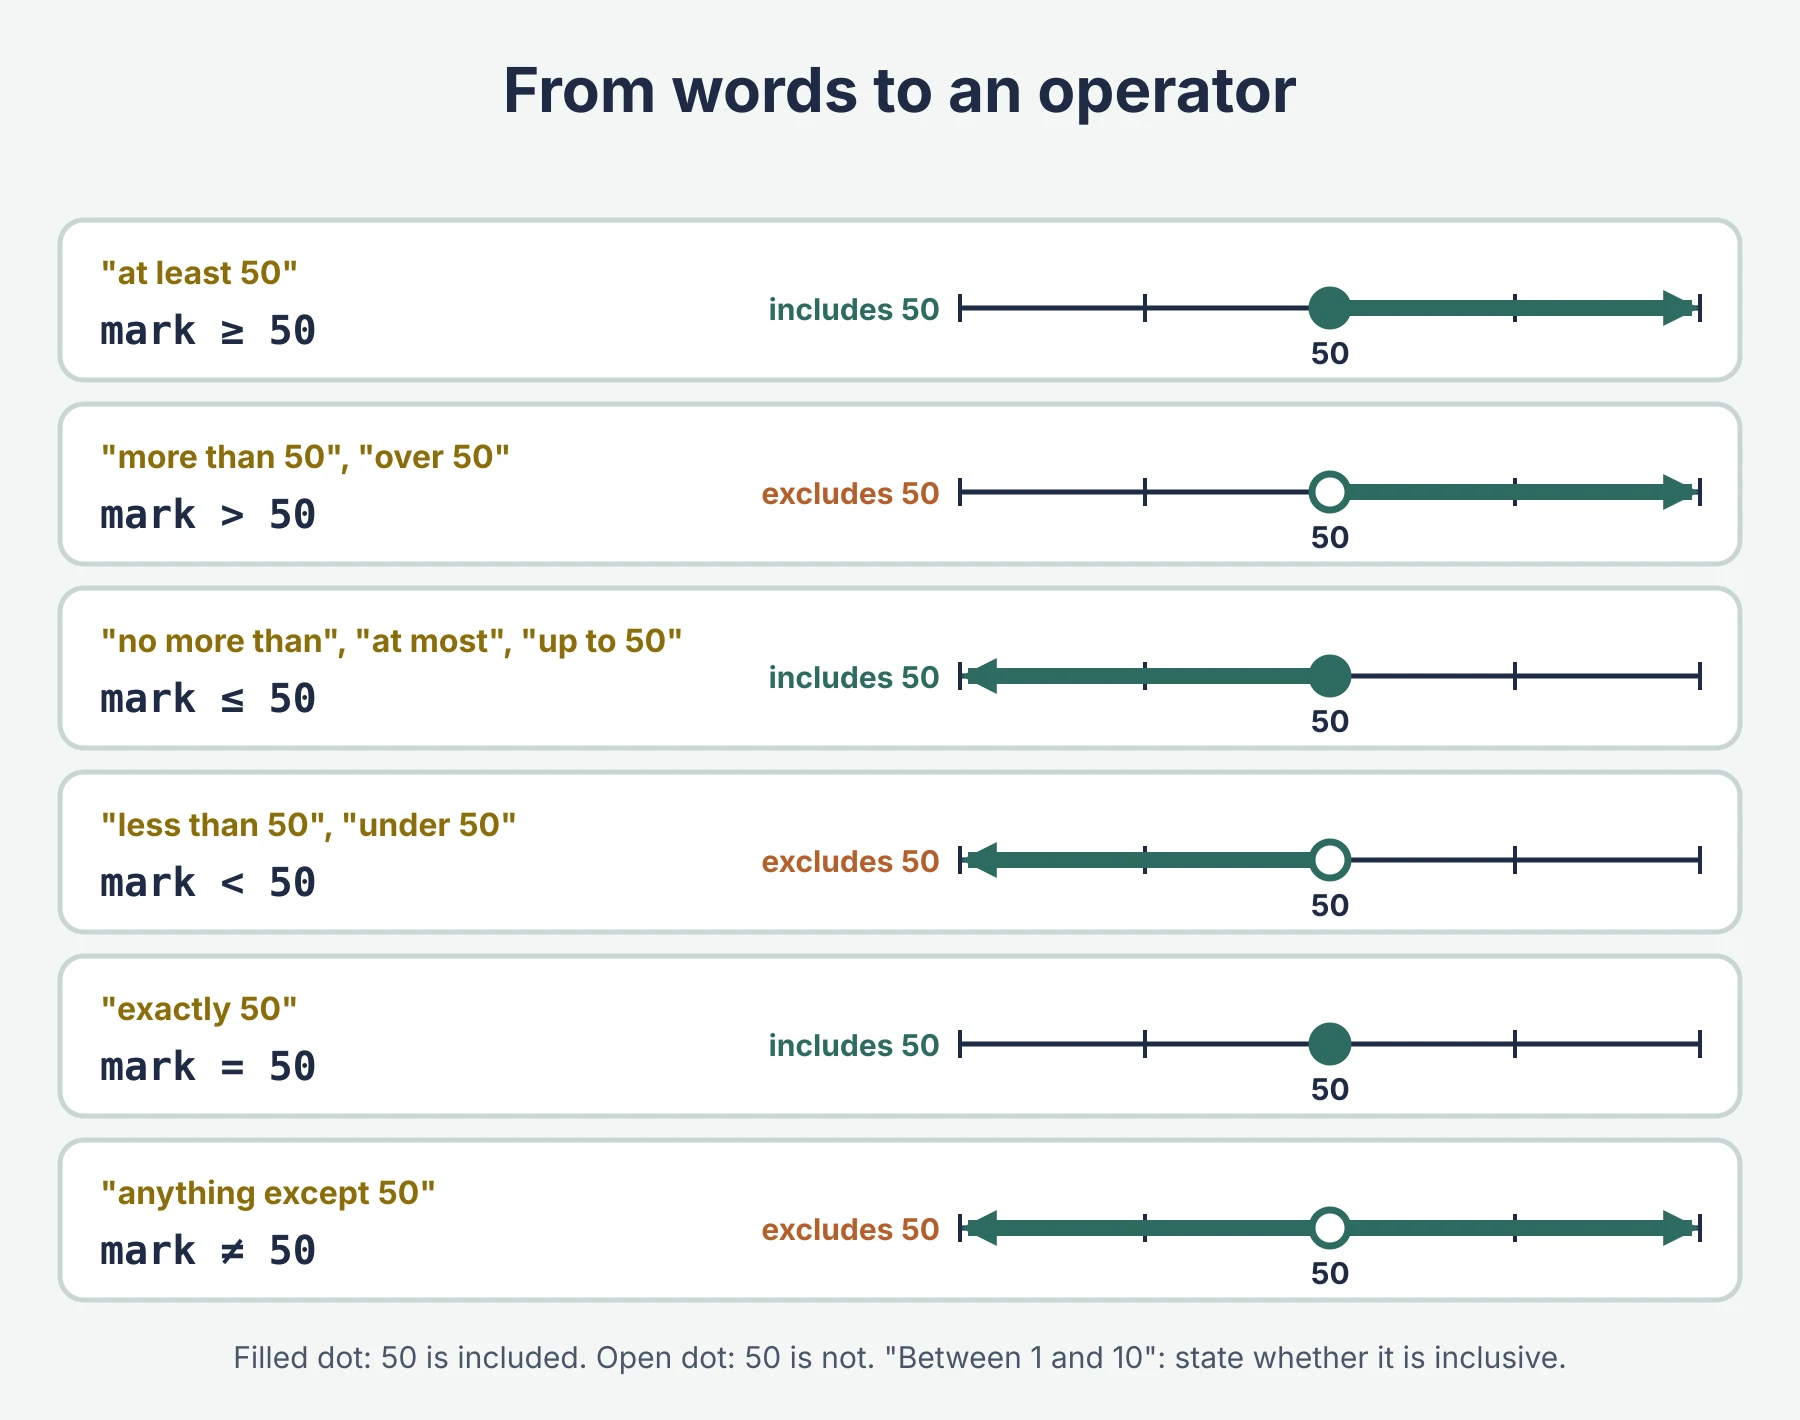 From words to an operator
"at least 50"
mark ≥ 50
includes 50
50
"more than 50", "over 50"
mark > 50
excludes 50
50
"no more than", "at most", "up to 50"
mark ≤ 50
includes 50
50
"less than 50", "under 50"
mark < 50
excludes 50
50
"exactly 50"
mark = 50
includes 50
50
"anything except 50"
mark ≠ 50
excludes 50
50
Filled dot: 50 is included. Open dot: 50 is not. "Between 1 and 10": state whether it is inclusive.